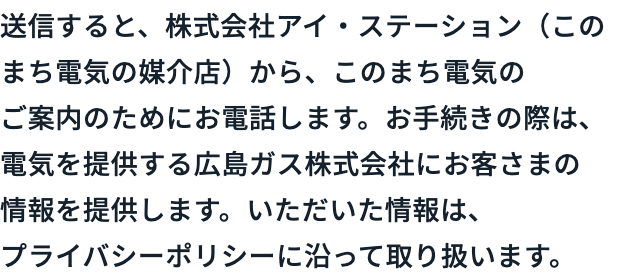 送信すると、株式会社アイ・ステーション（この
まち電気の媒介店）から、このまち電気の
ご案内のためにお電話します。お手続きの際は、
電気を提供する広島ガス株式会社にお客さまの
情報を提供します。いただいた情報は、
プライバシーポリシーに沿って取り扱います。